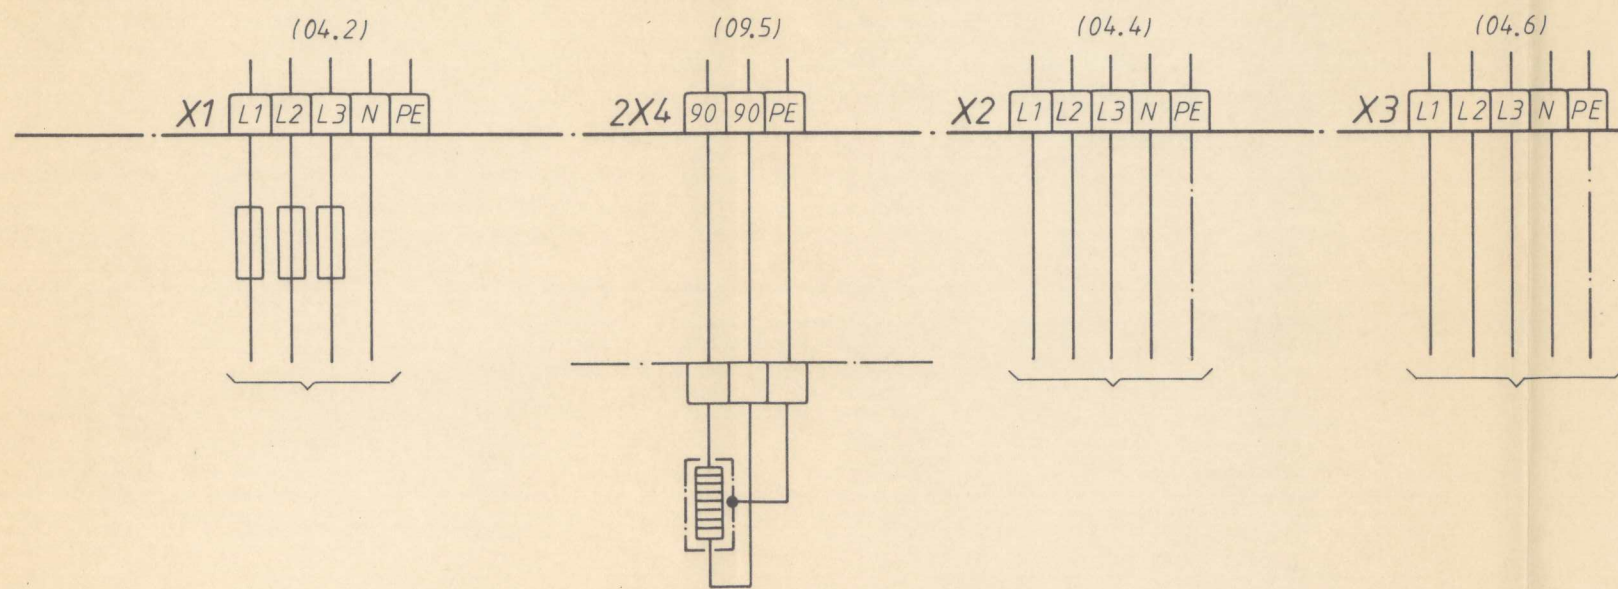 (04.2) (09.5) (04.4) (04.6)
X1 L1 L2 L3 N PE 2X4 90 90 PE X2 L1 L2 L3 N PE X3 L1 L2 L3 N PE